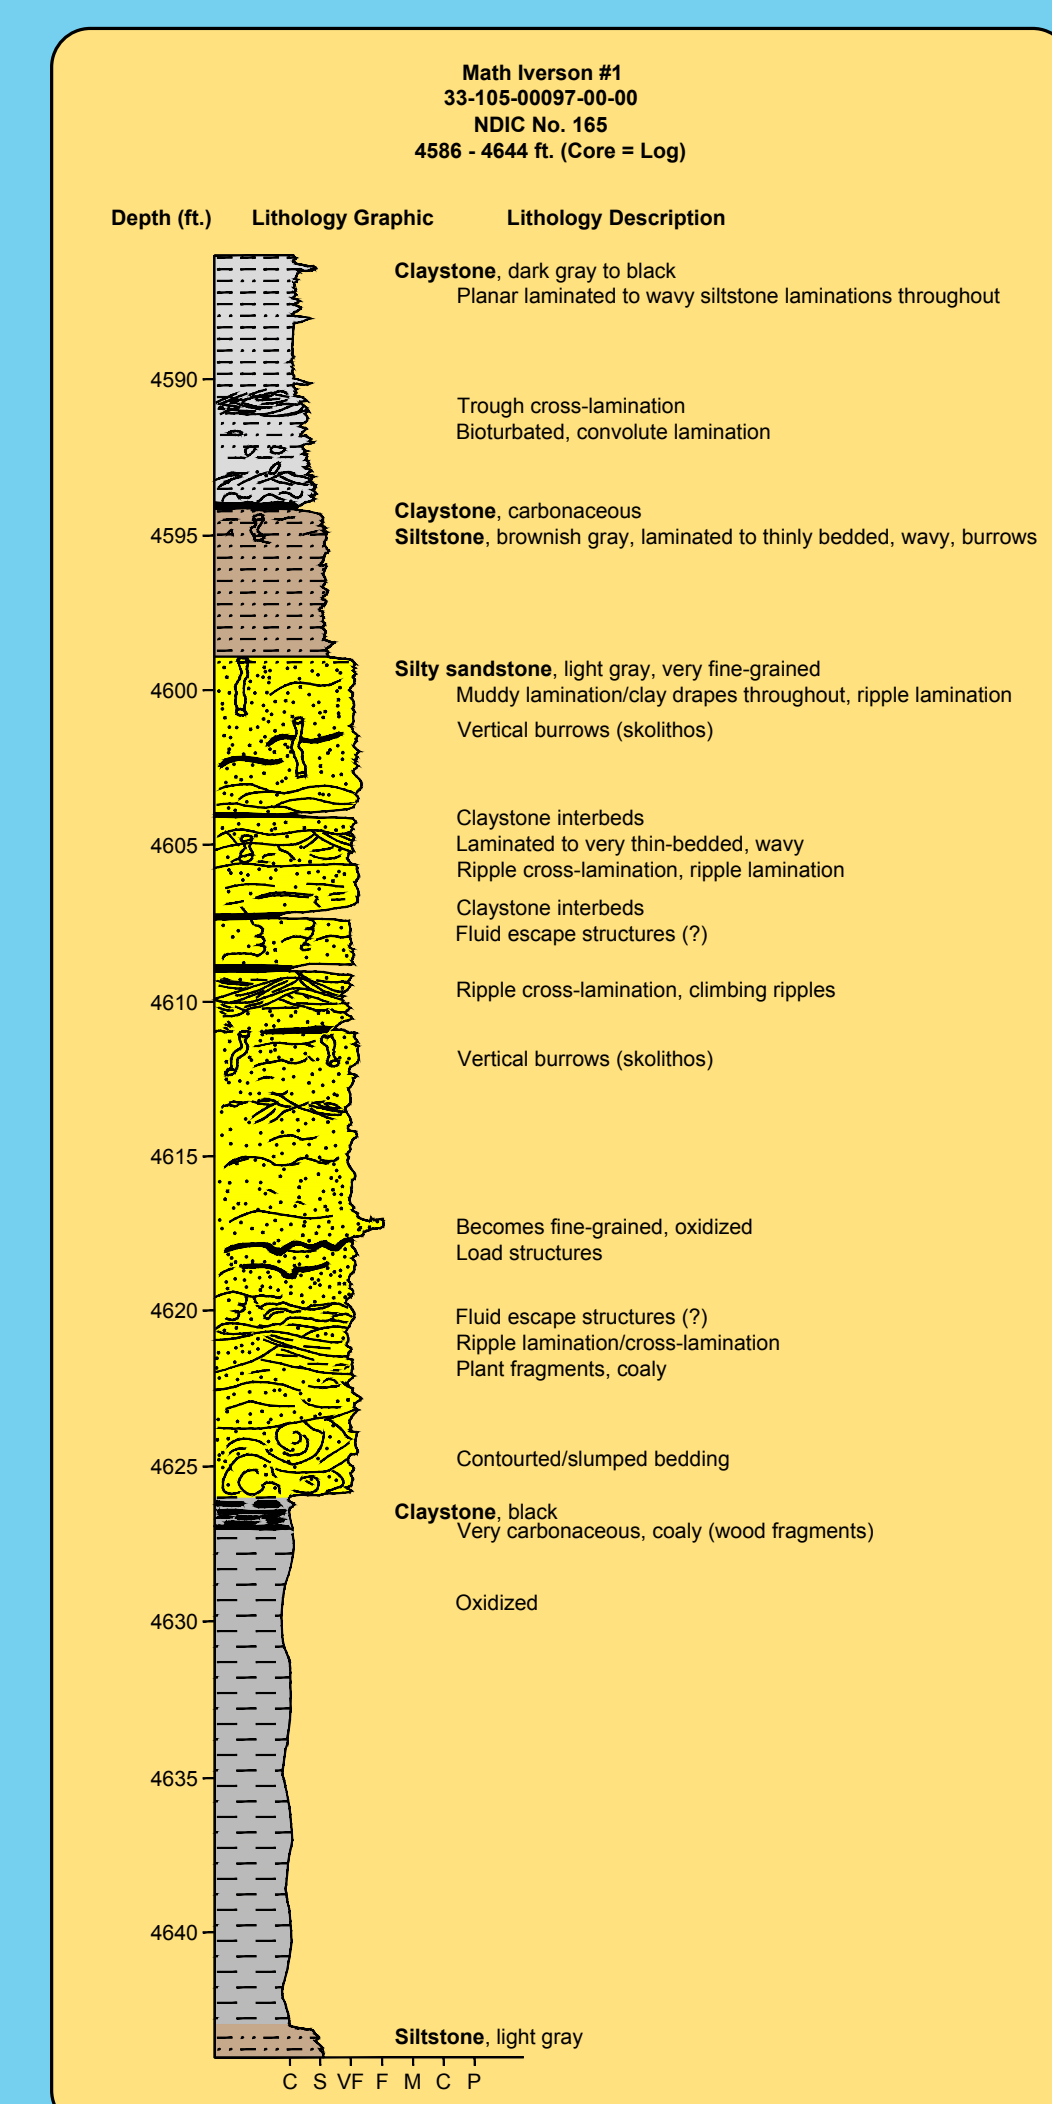 Math Iverson #1
33-105-00097-00-00
NDIC No. 165
4586 - 4644 ft. (Core = Log)
Depth (ft.) Lithology Graphic Lithology Description
Claystone, dark gray to black
Planar laminated to wavy siltstone laminations throughout
4590
Trough cross-lamination
Bioturbated, convolute lamination
Claystone, carbonaceous
4595 Siltstone, brownish gray, laminated to thinly bedded, wavy, burrows
Silty sandstone, light gray, very fine-grained
4600 Muddy lamination/clay drapes throughout, ripple lamination
Vertical burrows (skolithos)
Claystone interbeds
4605 Laminated to very thin-bedded, wavy
Ripple cross-lamination, ripple lamination
Claystone interbeds
Fluid escape structures (?)
4610 Ripple cross-lamination, climbing ripples
Vertical burrows (skolithos)
4615
Becomes fine-grained, oxidized
Load structures
4620 Fluid escape structures (?)
Ripple lamination/cross-lamination
Plant fragments, coaly
4625 Contourted/slumped bedding
Claystone, black
Very carbonaceous, coaly (wood fragments)
Oxidized
4630
4635
4640
Siltstone, light gray
C S VF F M C P